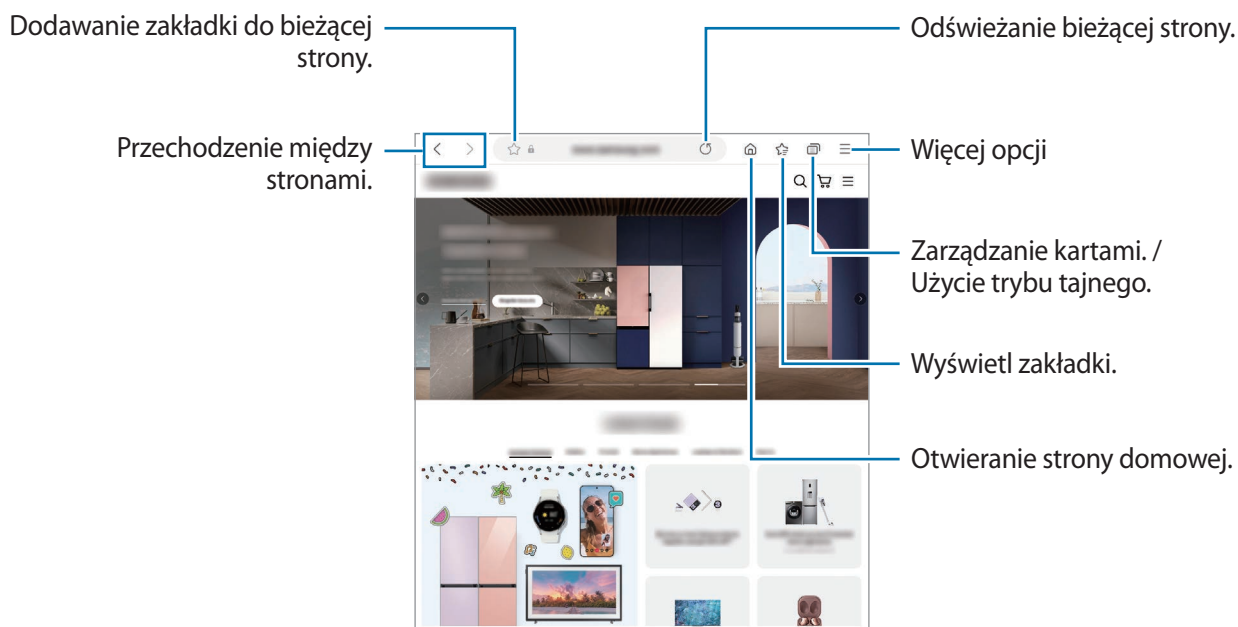 Dodawanie zakładki do bieżącej
strony.
Odświeżanie bieżącej strony.
Przechodzenie między
stronami.
Więcej opcji
Zarządzanie kartami. /
Użycie trybu tajnego.
Wyświetl zakładki.
Otwieranie strony domowej.